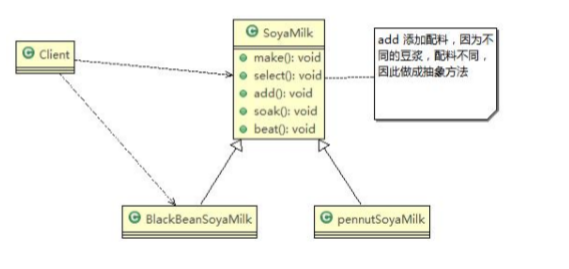 Client
SoyaMilk
make(): void
select(): void
add(): void
soak(): void
beat(): void
add 添加配料，因为不
同的豆浆，配料不同，
因此做成抽象方法
BlackBeanSoyaMilk
pennutSoyaMilk